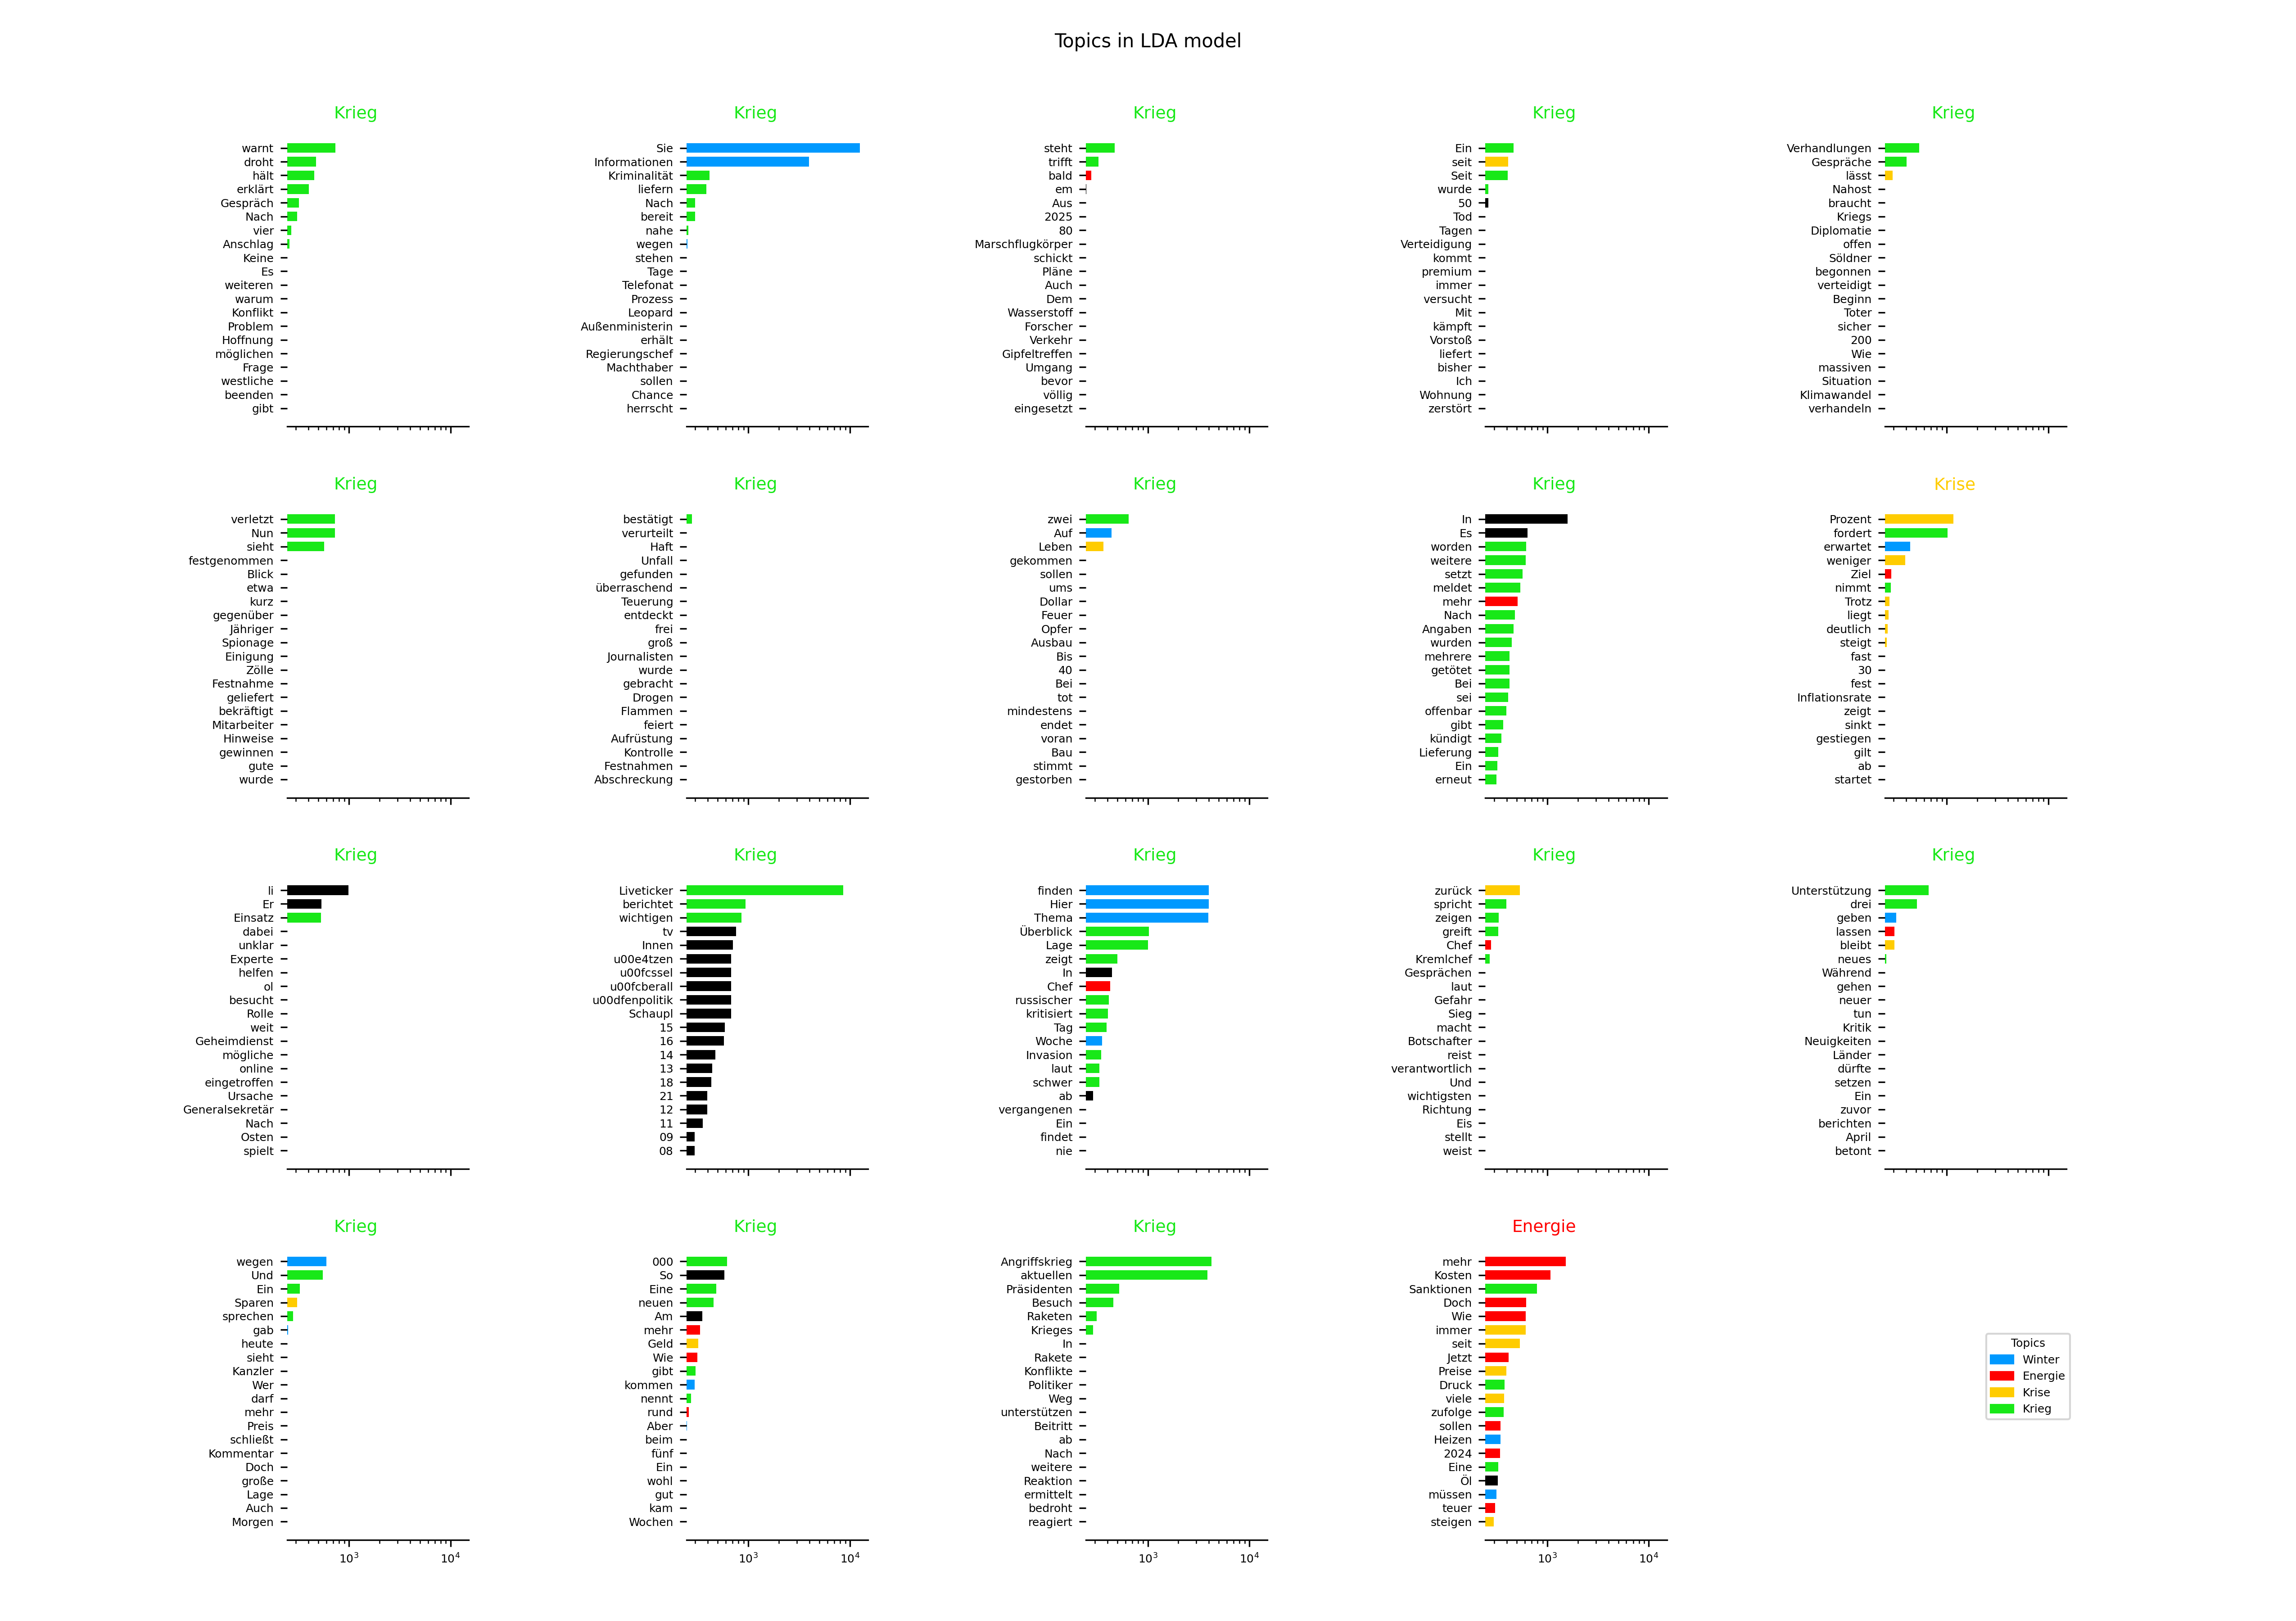 Topics in LDA model
Krieg
warnt
droht
hält
erklärt
Gespräch
Nach
vier
Anschlag
Keine
Es
weiteren
warum
Konflikt
Problem
Hoffnung
möglichen
Frage
westliche
beenden
gibt
Krieg
Sie
Informationen
Kriminalität
liefern
Nach
bereit
nahe
wegen
stehen
Tage
Telefonat
Prozess
Leopard
Außenministerin
erhält
Regierungschef
Machthaber
sollen
Chance
herrscht
Krieg
steht
trifft
bald
em
Aus
2025
80
Marschflugkörper
schickt
Pläne
Auch
Dem
Wasserstoff
Forscher
Verkehr
Gipfeltreffen
Umgang
bevor
völlig
eingesetzt
Krieg
Ein
seit
Seit
wurde
50
Tod
Tagen
Verteidigung
kommt
premium
immer
versucht
Mit
kämpft
Vorstoß
liefert
bisher
Ich
Wohnung
zerstört
Krieg
Verhandlungen
Gespräche
lässt
Nahost
braucht
Kriegs
Diplomatie
offen
Söldner
begonnen
verteidigt
Beginn
Toter
sicher
200
Wie
massiven
Situation
Klimawandel
verhandeln
Krieg
verletzt
Nun
sieht
festgenommen
Blick
etwa
kurz
gegenüber
Jähriger
Spionage
Einigung
Zölle
Festnahme
geliefert
bekräftigt
Mitarbeiter
Hinweise
gewinnen
gute
wurde
Krieg
bestätigt
verurteilt
Haft
Unfall
gefunden
überraschend
Teuerung
entdeckt
frei
groß
Journalisten
wurde
gebracht
Drogen
Flammen
feiert
Aufrüstung
Kontrolle
Festnahmen
Abschreckung
Krieg
zwei
Auf
Leben
gekommen
sollen
ums
Dollar
Feuer
Opfer
Ausbau
Bis
40
Bei
tot
mindestens
endet
voran
Bau
stimmt
gestorben
Krieg
In
Es
worden
weitere
setzt
meldet
mehr
Nach
Angaben
wurden
mehrere
getötet
Bei
sei
offenbar
gibt
kündigt
Lieferung
Ein
erneut
Krise
Prozent
fordert
erwartet
weniger
Ziel
nimmt
Trotz
liegt
deutlich
steigt
fast
30
fest
Inflationsrate
zeigt
sinkt
gestiegen
gilt
ab
startet
Krieg
li
Er
Einsatz
dabei
unklar
Experte
helfen
ol
besucht
Rolle
weit
Geheimdienst
mögliche
online
eingetroffen
Ursache
Generalsekretär
Nach
Osten
spielt
Krieg
Liveticker
berichtet
wichtigen
tv
Innen
u00e4tzen
u00fcssel
u00fcberall
u00dfenpolitik
Schaupl
15
16
14
13
18
21
12
11
09
08
Krieg
finden
Hier
Thema
Überblick
Lage
zeigt
In
Chef
russischer
kritisiert
Tag
Woche
Invasion
laut
schwer
ab
vergangenen
Ein
findet
nie
Krieg
zurück
spricht
zeigen
greift
Chef
Kremlchef
Gesprächen
laut
Gefahr
Sieg
macht
Botschafter
reist
verantwortlich
Und
wichtigsten
Richtung
Eis
stellt
weist
Krieg
Unterstützung
drei
geben
lassen
bleibt
neues
Während
gehen
neuer
tun
Kritik
Neuigkeiten
Länder
dürfte
setzen
Ein
zuvor
berichten
April
betont
Krieg
wegen
Und
Ein
Sparen
sprechen
gab
heute
sieht
Kanzler
Wer
darf
mehr
Preis
schließt
Kommentar
Doch
große
Lage
Auch
Morgen
10³ 10⁴
Krieg
000
So
Eine
neuen
Am
mehr
Geld
Wie
gibt
kommen
nennt
rund
Aber
beim
fünf
Ein
wohl
gut
kam
Wochen
10³ 10⁴
Krieg
Angriffskrieg
aktuellen
Präsidenten
Besuch
Raketen
Krieges
In
Rakete
Konflikte
Politiker
Weg
unterstützen
Beitritt
ab
Nach
weitere
Reaktion
ermittelt
bedroht
reagiert
10³ 10⁴
Energie
mehr
Kosten
Sanktionen
Doch
Wie
immer
seit
Jetzt
Preise
Druck
viele
zufolge
sollen
Heizen
2024
Eine
Öl
müssen
teuer
steigen
10³ 10⁴
Topics
Winter
Energie
Krise
Krieg